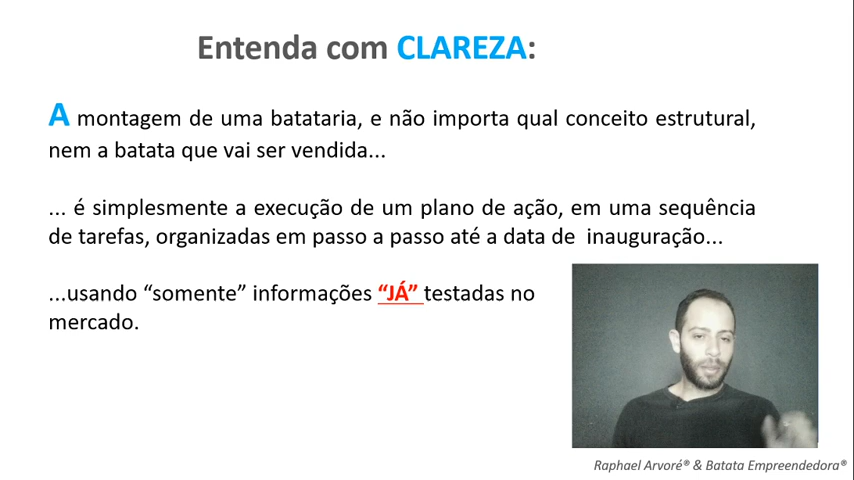 Entenda com CLAREZA:
A montagem de uma batataria, e não importa qual conceito estrutural,
nem a batata que vai ser vendida...
... é simplesmente a execução de um plano de ação, em uma sequência
de tarefas, organizadas em passo a passo até a data de inauguração...
...usando “somente” informações “JÁ” testadas no
mercado.
Raphael Arvoré® & Batata Empreendedora®